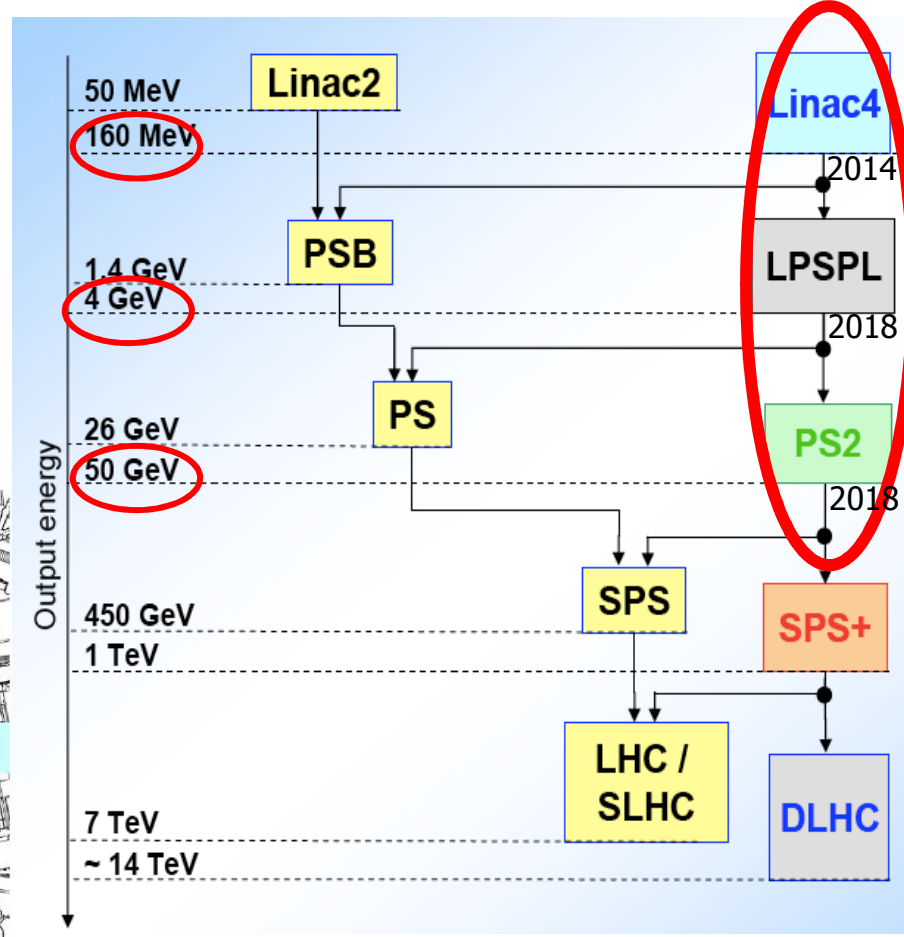 Linac2
Linac4
50 MeV
160 MeV
2014
PSB
LPSPL
1.4 GeV
4 GeV
2018
PS
PS2
26 GeV
50 GeV
2018
Output energy
SPS
SPS+
450 GeV
1 TeV
LHC /
SLHC
DLHC
7 TeV
~ 14 TeV